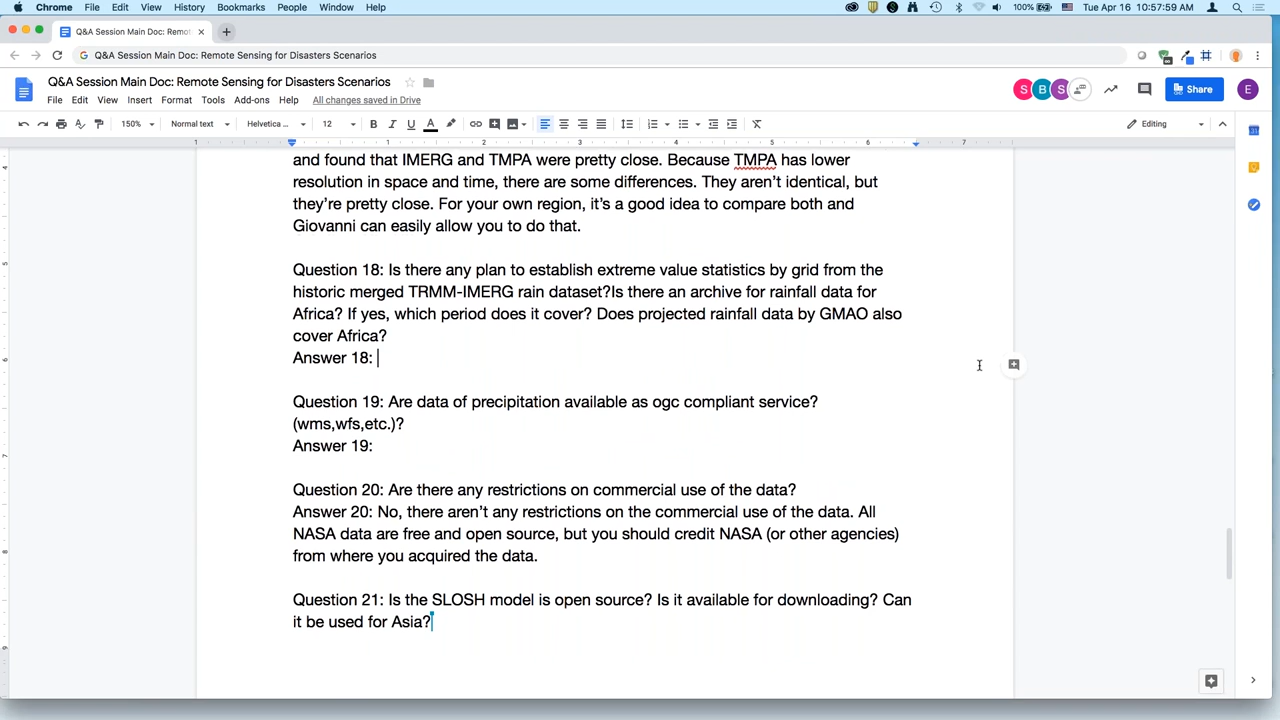 Chrome File Edit View History Bookmarks People Window Help 100% Tue Apr 16 10:57:59 AM
Q&A Session Main Doc: Remot
Q&A Session Main Doc: Remote Sensing for Disasters Scenarios
Q&A Session Main Doc: Remote Sensing for Disasters Scenarios
S B S Share E
File Edit View Insert Format Tools Add-ons Help All changes saved in Drive
150% Normal text Helvetica ... 12 B I U A Editing
1 1 2 3 4 5 6 7
and found that IMERG and TMPA were pretty close. Because TMPA has lower
resolution in space and time, there are some differences. They aren't identical, but
they're pretty close. For your own region, it's a good idea to compare both and
Giovanni can easily allow you to do that.
Question 18: Is there any plan to establish extreme value statistics by grid from the
historic merged TRMM-IMERG rain dataset?Is there an archive for rainfall data for
Africa? If yes, which period does it cover? Does projected rainfall data by GMAO also
cover Africa?
Answer 18:
Question 19: Are data of precipitation available as ogc compliant service?
(wms,wfs,etc.)?
Answer 19:
Question 20: Are there any restrictions on commercial use of the data?
Answer 20: No, there aren't any restrictions on the commercial use of the data. All
NASA data are free and open source, but you should credit NASA (or other agencies)
from where you acquired the data.
Question 21: Is the SLOSH model is open source? Is it available for downloading? Can
it be used for Asia?